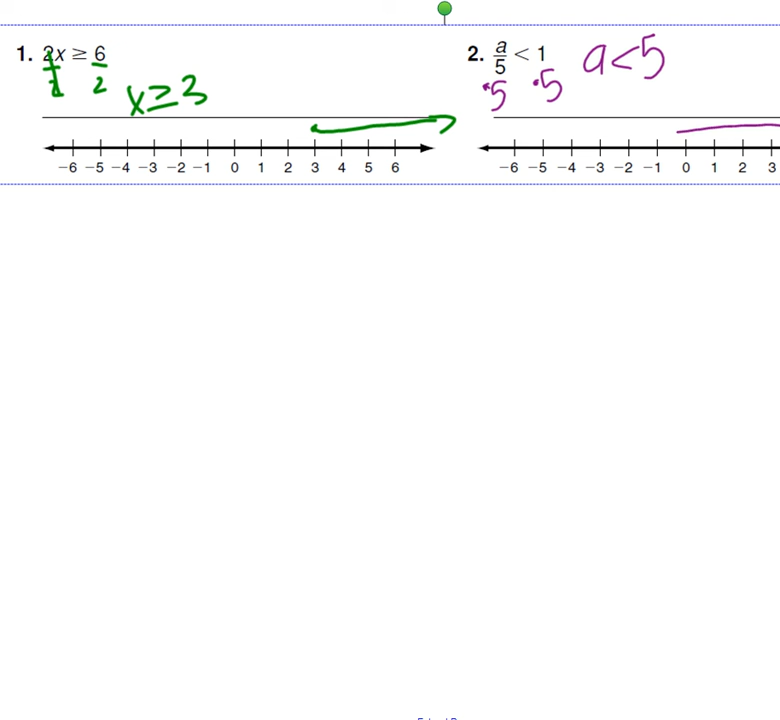 1. 2x ≥ 6
2 2
x ≥ 3
−6 −5 −4 −3 −2 −1 0 1 2 3 4 5 6
2. a/5 < 1
·5 ·5
a < 5
−6 −5 −4 −3 −2 −1 0 1 2 3